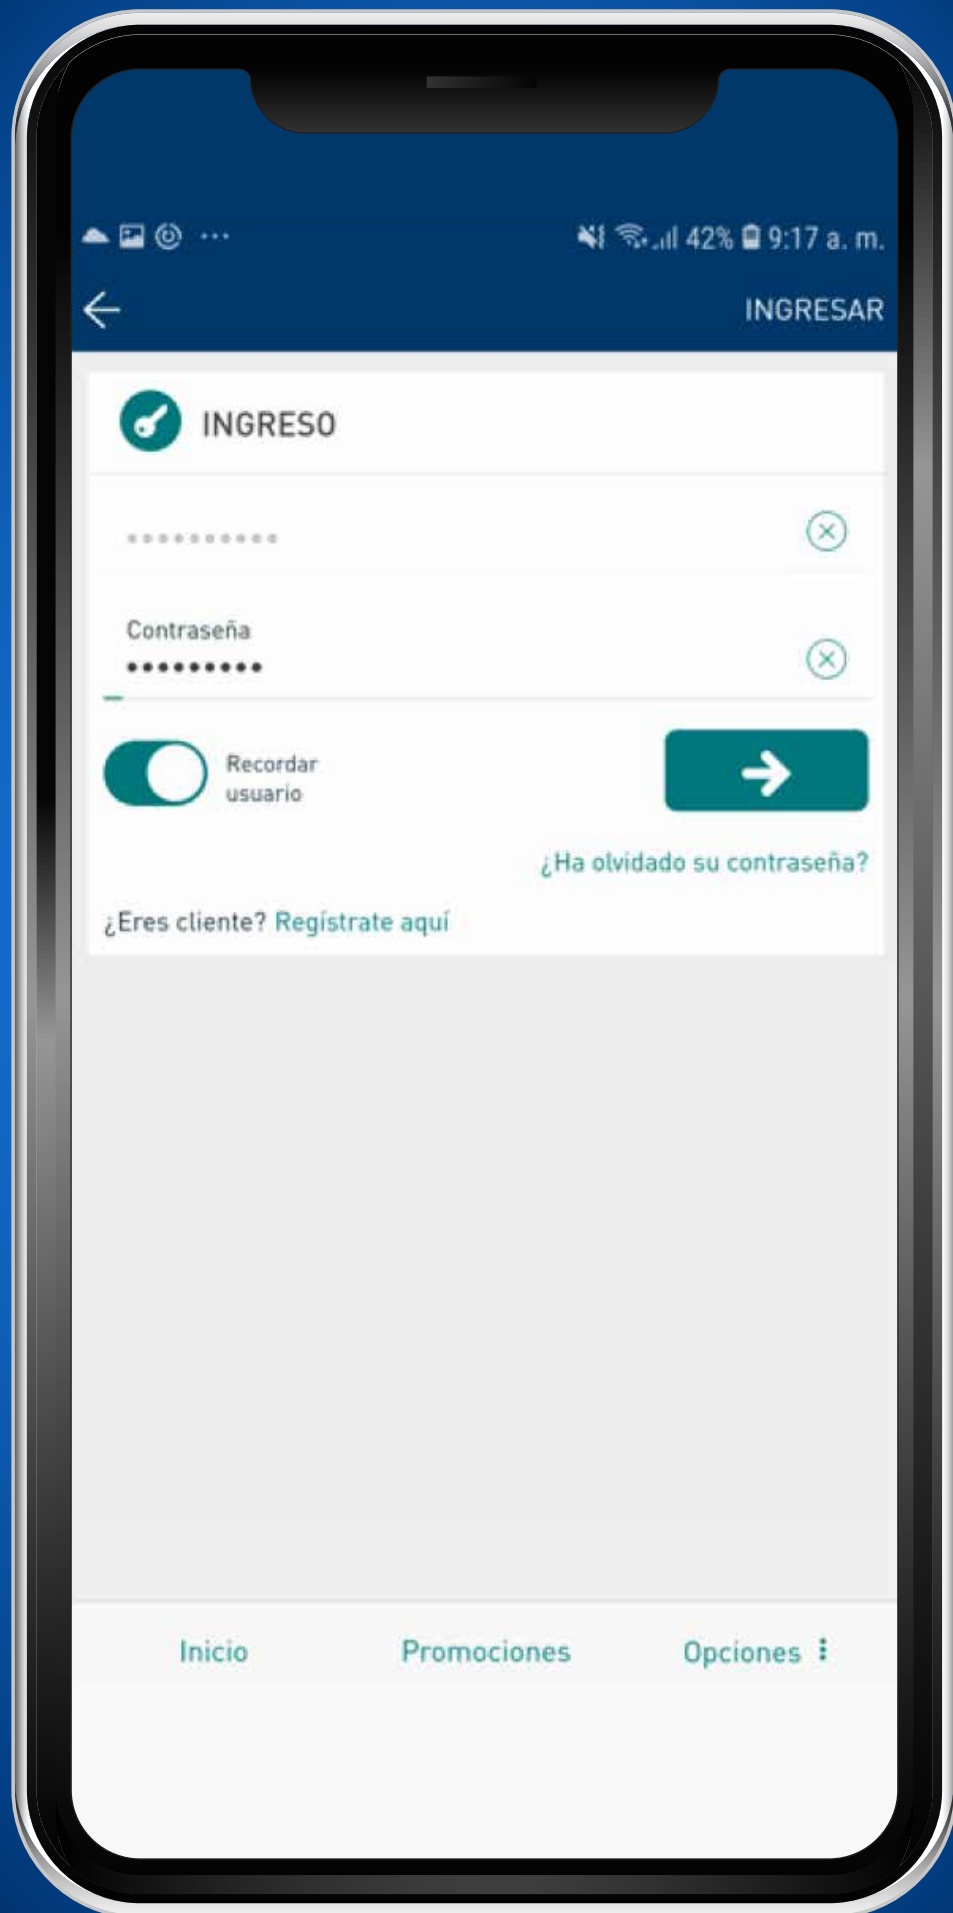 42% 9:17 a. m.
INGRESAR
INGRESO
••••••••••
Contraseña
•••••••••
Recordar
usuario
¿Ha olvidado su contraseña?
¿Eres cliente? Regístrate aquí
Inicio Promociones Opciones